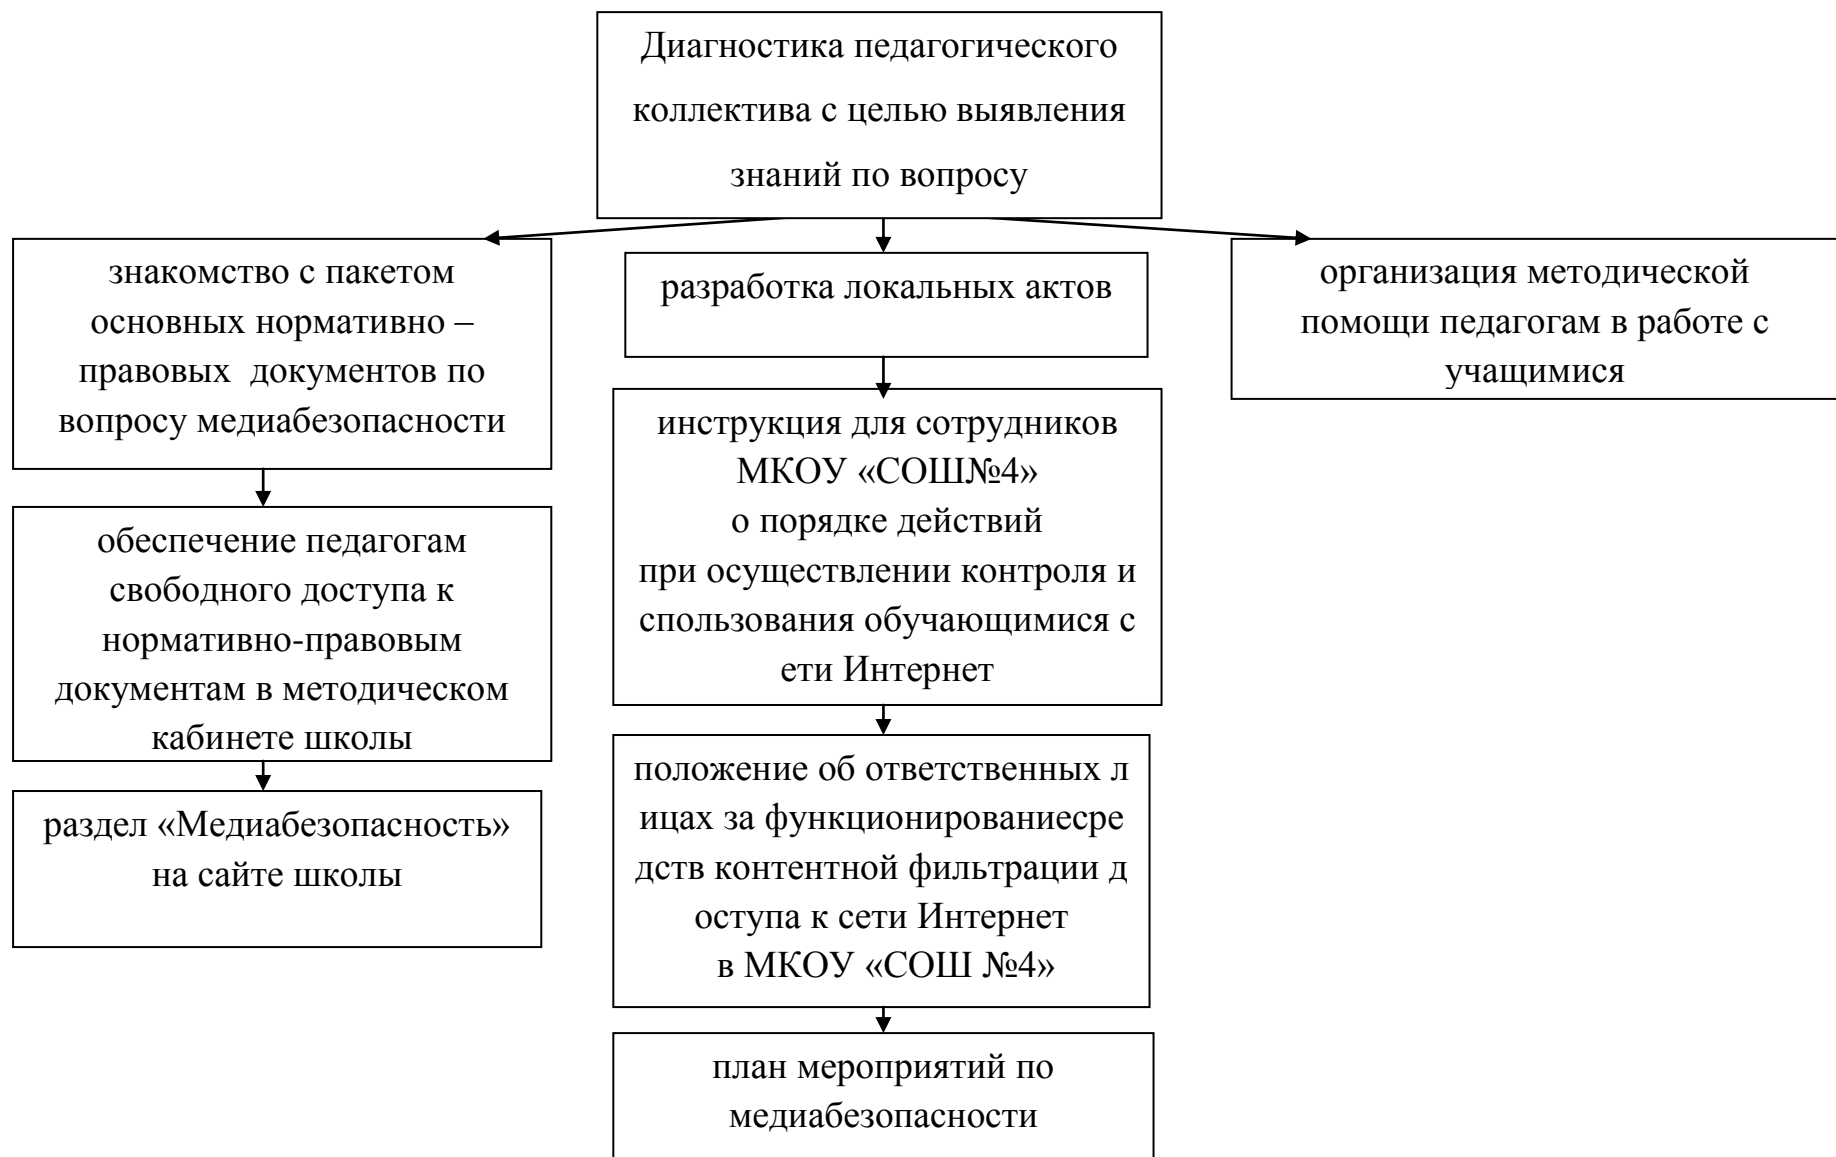 Диагностика педагогического
коллектива с целью выявления
знаний по вопросу
знакомство с пакетом
основных нормативно –
правовых документов по
вопросу медиабезопасности
обеспечение педагогам
свободного доступа к
нормативно-правовым
документам в методическом
кабинете школы
раздел «Медиабезопасность»
на сайте школы
разработка локальных актов
инструкция для сотрудников
МКОУ «СОШ№4»
о порядке действий
при осуществлении контроля и
спользования обучающимися с
ети Интернет
положение об ответственных л
ицах за функционированиесре
дств контентной фильтрации д
оступа к сети Интернет
в МКОУ «СОШ №4»
план мероприятий по
медиабезопасности
организация методической
помощи педагогам в работе с
учащимися